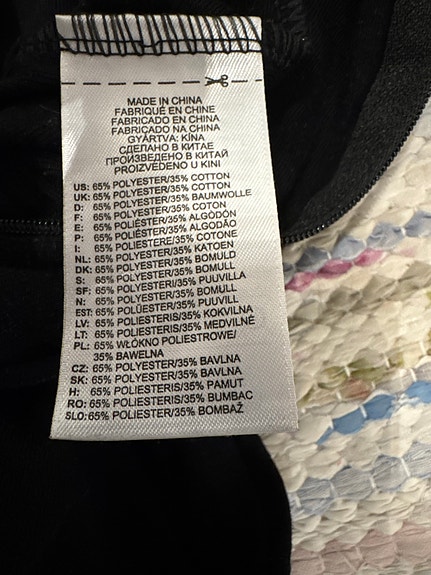 MADE IN CHINA
FABRIQUÉ EN CHINE
FABRICADO EN CHINA
FABRICADO NA CHINA
GYÁRTVA: KÍNA
СДЕЛАНО В КИТАЕ
ПРОИЗВЕДЕНО В КИТАЙ
PROIZVEDENO U KINI
US: 65% POLYESTER/35% COTTON
UK: 65% POLYESTER/35% COTTON
D: 65% POLYESTER/35% BAUMWOLLE
F: 65% POLYESTER/35% COTON
E: 65% POLIÉSTER/35% ALGODÓN
P: 65% POLIÉSTER/35% ALGODÃO
I: 65% POLIESTERE/35% COTONE
NL: 65% POLYESTER/35% KATOEN
DK: 65% POLYESTER/35% BOMULD
S: 65% POLYESTER/35% BOMULL
SF: 65% POLYESTER/35% PUUVILLA
N: 65% POLYESTER/35% BOMULL
EST: 65% POLÜESTER/35% PUUVILL
LV: 65% POLIESTERIS/35% KOKVILNA
LT: 65% POLIESTERIS/35% MEDVILNĖ
PL: 65% WŁÓKNO POLIESTROWE/
35% BAWEŁNA
CZ: 65% POLYESTER/35% BAVLNA
SK: 65% POLYESTER/35% BAVLNA
H: 65% POLIÉSZTER/35% PAMUT
RO: 65% POLIESTERIS/35% BUMBAC
SLO: 65% POLIESTER/35% BOMBAŽ